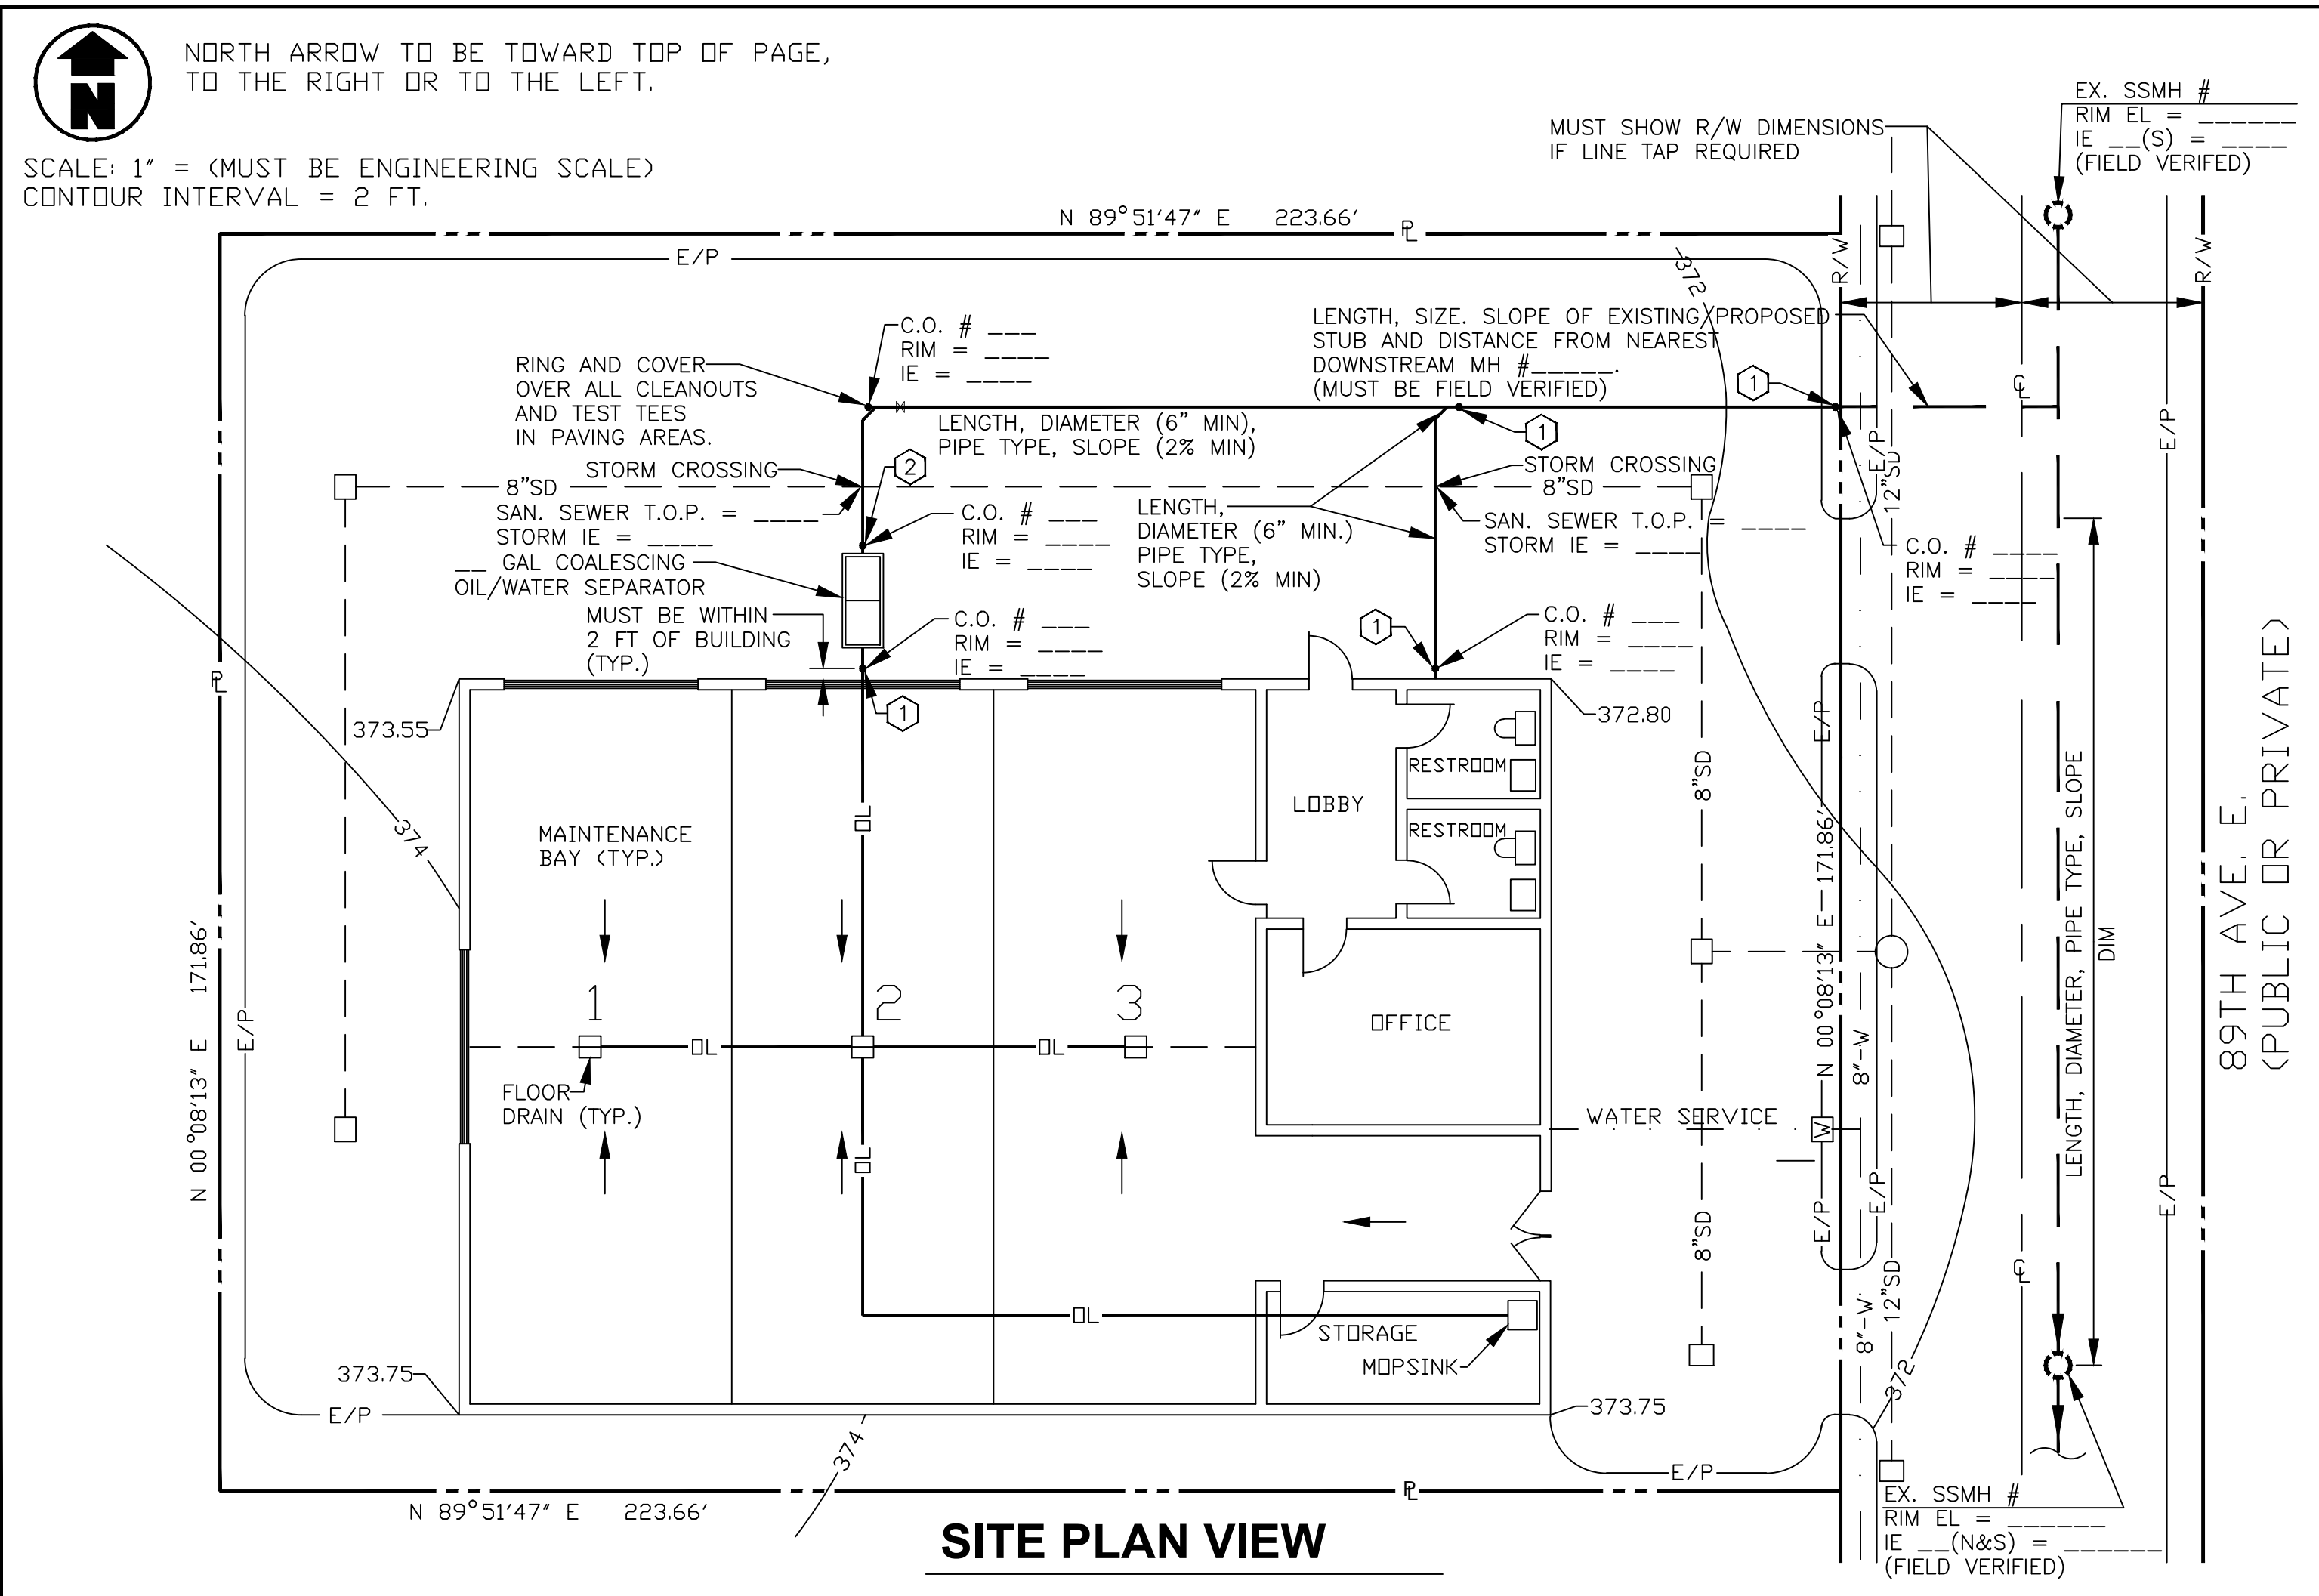 NORTH ARROW TO BE TOWARD TOP OF PAGE,
TO THE RIGHT OR TO THE LEFT.
N
SCALE: 1" = (MUST BE ENGINEERING SCALE)
CONTOUR INTERVAL = 2 FT.
EX. SSMH #
RIM EL = ______
IE __(S) = ____
(FIELD VERIFED)
MUST SHOW R/W DIMENSIONS
IF LINE TAP REQUIRED
N 89°51'47" E 223.66'
PL
E/P
R/W
R/W
372
C.O. # ___
RIM = ____
IE = ____
LENGTH, SIZE. SLOPE OF EXISTING/PROPOSED
STUB AND DISTANCE FROM NEAREST
DOWNSTREAM MH #_____.
(MUST BE FIELD VERIFIED)
RING AND COVER
OVER ALL CLEANOUTS
AND TEST TEES
IN PAVING AREAS.
1
CL
LENGTH, DIAMETER (6" MIN),
PIPE TYPE, SLOPE (2% MIN)
1
E/P
E/P
STORM CROSSING
2
STORM CROSSING
8"SD
8"SD
12"SD
SAN. SEWER T.O.P. = ____
STORM IE = ____
C.O. # ___
RIM = ____
IE = ____
LENGTH,
DIAMETER (6" MIN.)
PIPE TYPE,
SLOPE (2% MIN)
SAN. SEWER T.O.P. = ____
STORM IE = ____
C.O. # ____
RIM = ____
IE = ____
__ GAL COALESCING
OIL/WATER SEPARATOR
MUST BE WITHIN
2 FT OF BUILDING
(TYP.)
C.O. # ___
RIM = ____
IE = ____
1
C.O. # ___
RIM = ____
IE = ____
PL
1
373.55
372.80
E/P
RESTROOM
8"SD
LOBBY
OL
374
MAINTENANCE
BAY (TYP.)
RESTROOM
LENGTH, DIAMETER, PIPE TYPE, SLOPE
DIM
89TH AVE. E.
(PUBLIC OR PRIVATE)
N 00°08'13" E 171.86'
N 00°08'13" E 171.86'
E/P
1
2
3
OFFICE
OL
OL
8"-W
FLOOR
DRAIN (TYP.)
WATER SERVICE
W
OL
E/P
E/P
E/P
8"SD
CL
12"SD
8"-W
OL
STORAGE
MOPSINK
373.75
372
373.75
E/P
374
E/P
PL
N 89°51'47" E 223.66'
SITE PLAN VIEW
EX. SSMH #
RIM EL = ______
IE __(N&S) = ______
(FIELD VERIFIED)